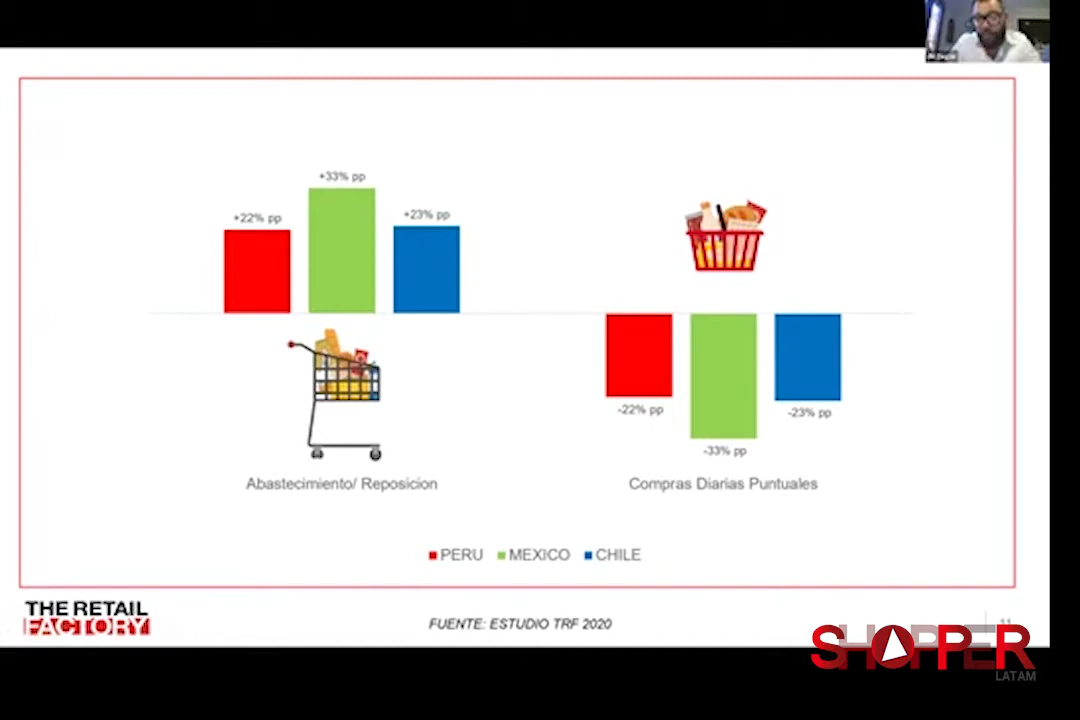 +33% pp
+22% pp
+23% pp
-22% pp
-23% pp
-33% pp
Abastecimiento/ Reposicion
Compras Diarias Puntuales
PERU MEXICO CHILE
THE RETAIL
FACTORY
FUENTE: ESTUDIO TRF 2020
SHOPPER
LATAM